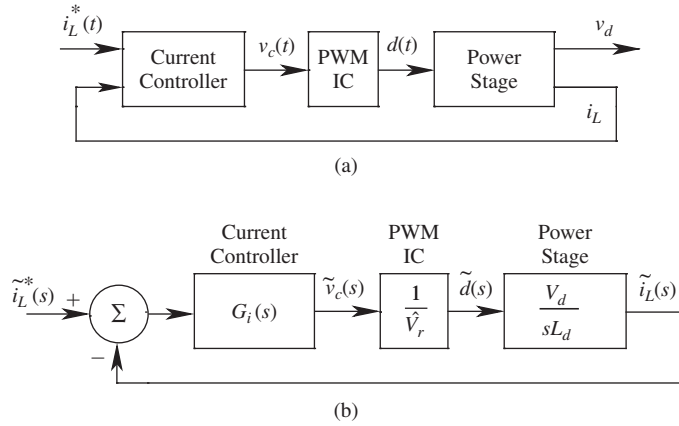 i_L^*(t)
Current
Controller
v_c(t)
PWM
IC
d(t)
Power
Stage
v_d
i_L
(a)
Current
Controller
PWM
IC
Power
Stage
ĩ_L^*(s)
+
Σ
−
G_i(s)
ṽ_c(s)
1
V̂_r
d̃(s)
V_d
sL_d
ĩ_L(s)
(b)